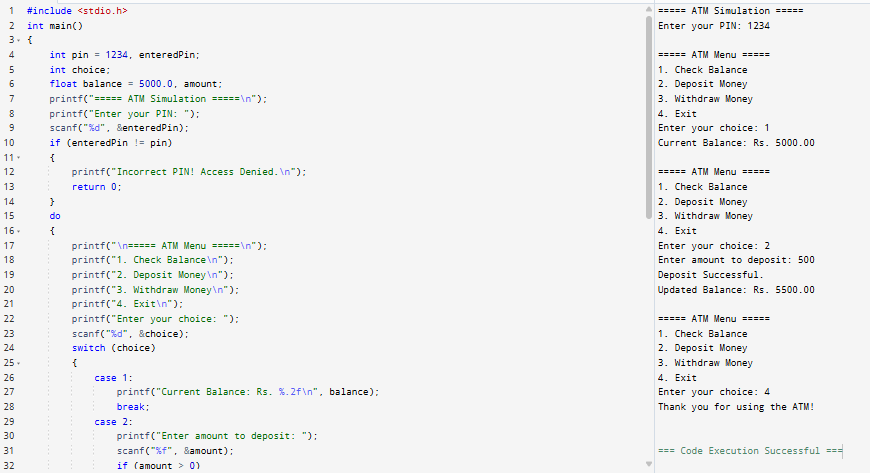 1 #include <stdio.h>
2 int main()
3 {
4 int pin = 1234, enteredPin;
5 int choice;
6 float balance = 5000.0, amount;
7 printf("===== ATM Simulation =====\n");
8 printf("Enter your PIN: ");
9 scanf("%d", &enteredPin);
10 if (enteredPin != pin)
11 {
12 printf("Incorrect PIN! Access Denied.\n");
13 return 0;
14 }
15 do
16 {
17 printf("\n===== ATM Menu =====\n");
18 printf("1. Check Balance\n");
19 printf("2. Deposit Money\n");
20 printf("3. Withdraw Money\n");
21 printf("4. Exit\n");
22 printf("Enter your choice: ");
23 scanf("%d", &choice);
24 switch (choice)
25 {
26 case 1:
27 printf("Current Balance: Rs. %.2f\n", balance);
28 break;
29 case 2:
30 printf("Enter amount to deposit: ");
31 scanf("%f", &amount);
32 if (amount > 0)
===== ATM Simulation =====
Enter your PIN: 1234
===== ATM Menu =====
1. Check Balance
2. Deposit Money
3. Withdraw Money
4. Exit
Enter your choice: 1
Current Balance: Rs. 5000.00
===== ATM Menu =====
1. Check Balance
2. Deposit Money
3. Withdraw Money
4. Exit
Enter your choice: 2
Enter amount to deposit: 500
Deposit Successful.
Updated Balance: Rs. 5500.00
===== ATM Menu =====
1. Check Balance
2. Deposit Money
3. Withdraw Money
4. Exit
Enter your choice: 4
Thank you for using the ATM!
=== Code Execution Successful ===